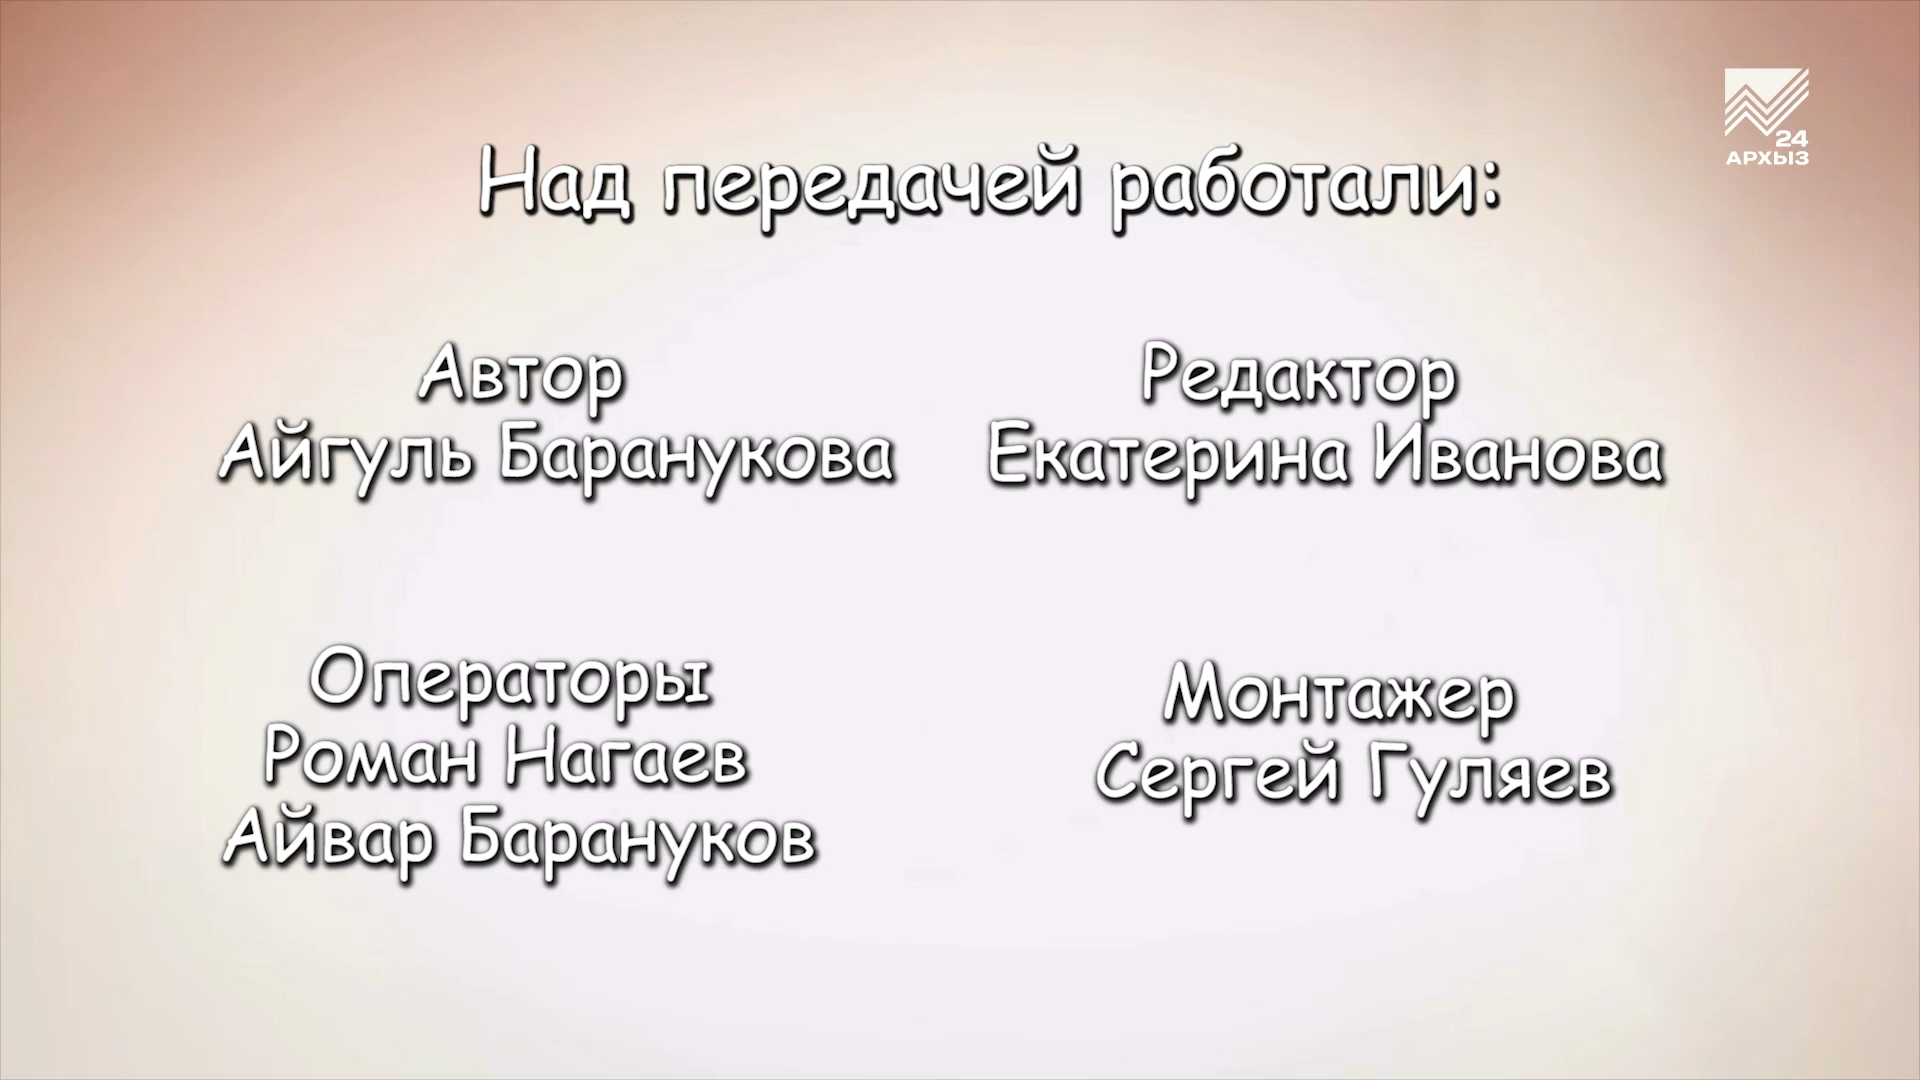 24
АРХЫЗ
Над передачей работали:
Автор
Айгуль Баранукова
Редактор
Екатерина Иванова
Операторы
Роман Нагаев
Айвар Барануков
Монтажер
Сергей Гуляев